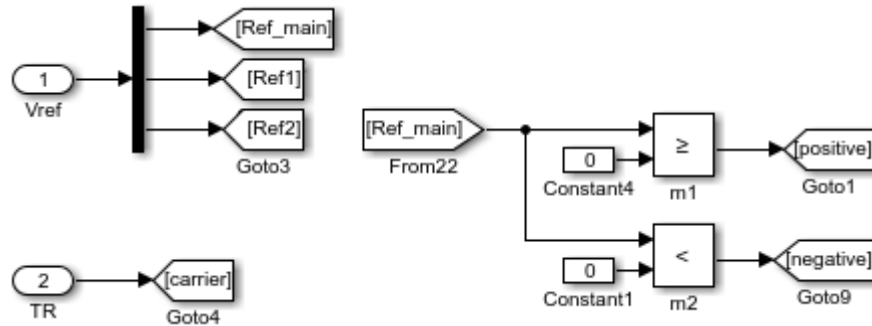 [Ref_main]
1
Vref
[Ref1]
[Ref2]
Goto3
[Ref_main]
From22
0
Constant4
≥
m1
[positive]
Goto1
2
TR
[carrier]
Goto4
0
Constant1
<
m2
[negative]
Goto9